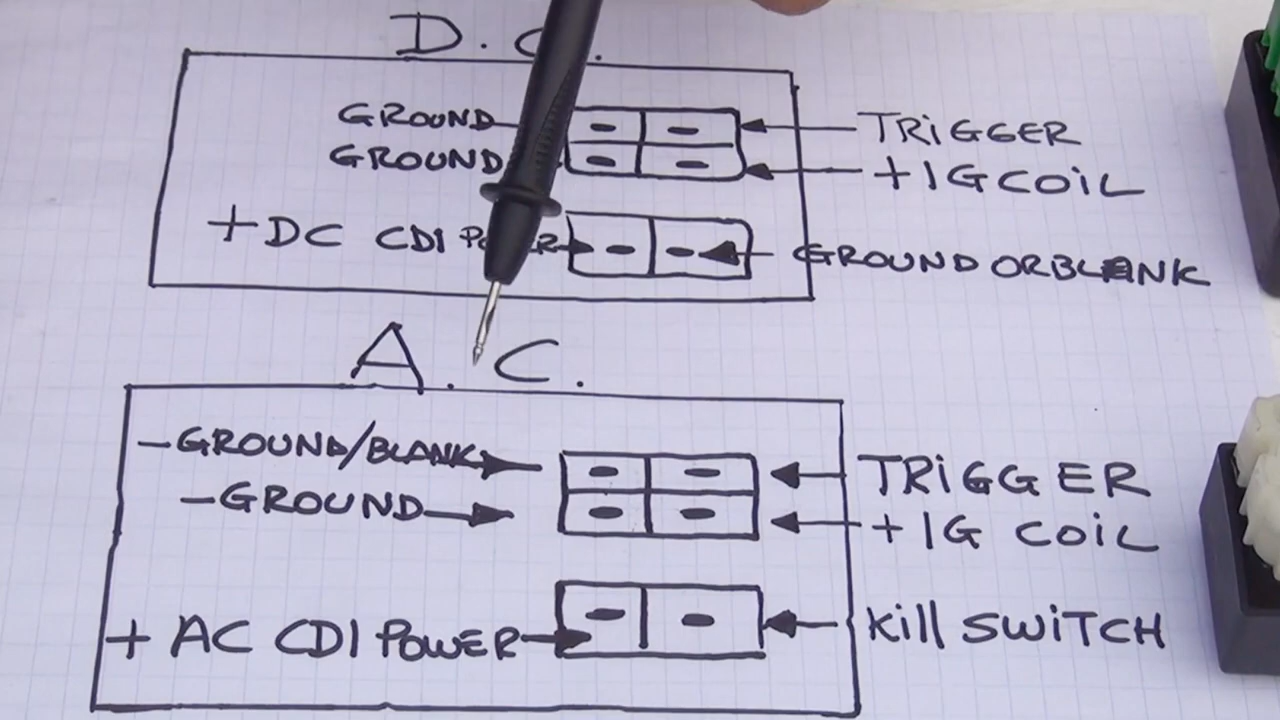 D.C.
GROUND
TRiGGER
GROUND
+IG COiL
+DC CDI
GROUND OR BLANK
A.C.
-GROUND/BLANK
TRiGGER
-GROUND
+IG COiL
+ AC CDI POWER
Kill SWiTCH